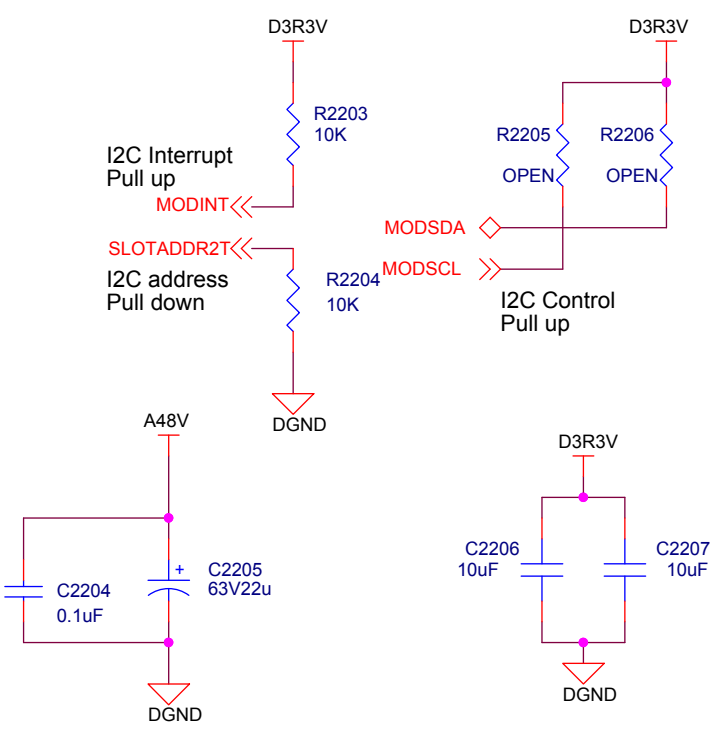 D3R3V
R2203
10K
I2C Interrupt
Pull up
MODINT
SLOTADDR2T
I2C address
Pull down
R2204
10K
DGND
D3R3V
R2205
R2206
OPEN
OPEN
MODSDA
MODSCL
I2C Control
Pull up
A48V
+
C2205
63V22u
C2204
0.1uF
DGND
D3R3V
C2206
10uF
C2207
10uF
DGND